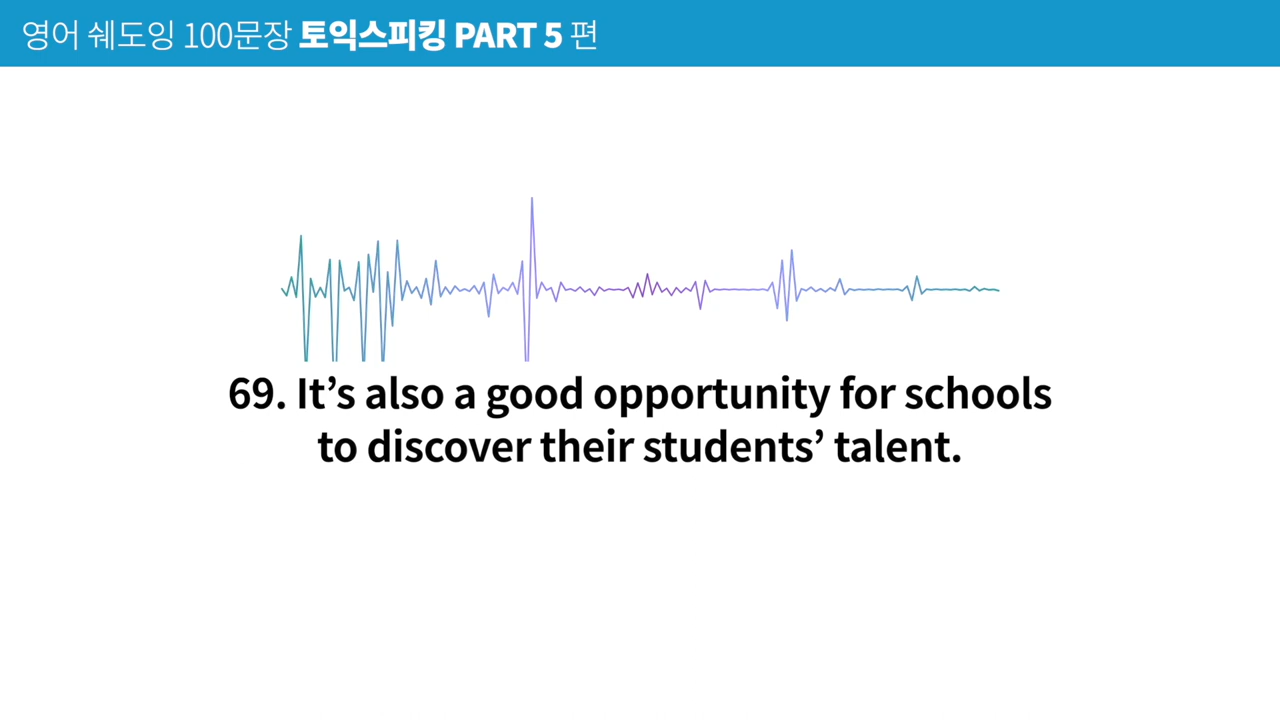 영어 쉐도잉 100문장 토익스피킹 PART 5 편
69. It’s also a good opportunity for schools
to discover their students’ talent.